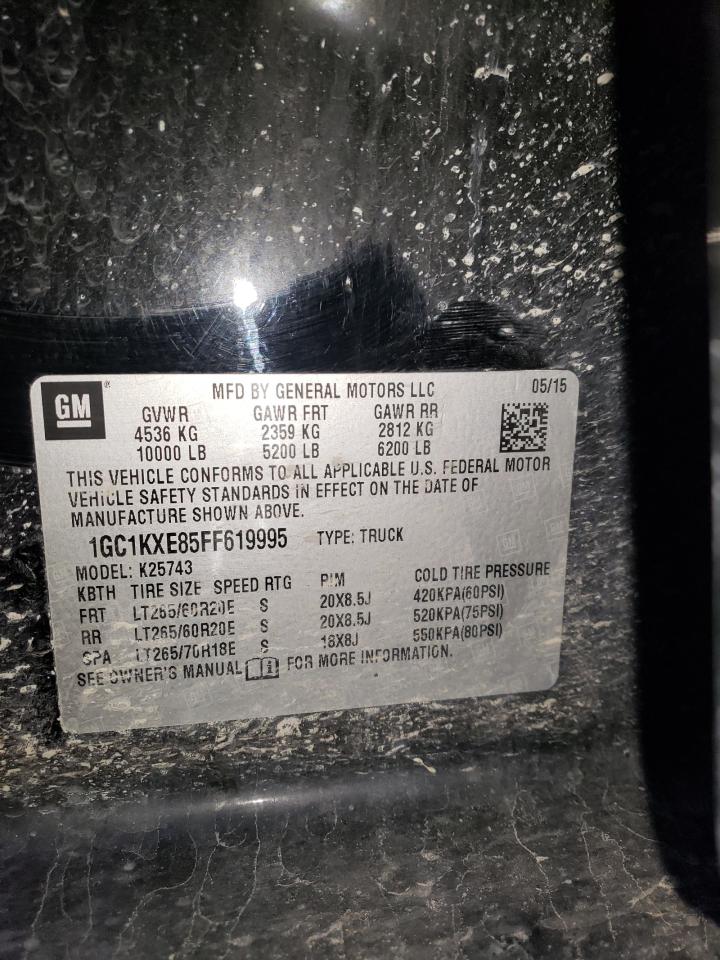 GM ® MFD BY GENERAL MOTORS LLC 05/15
GVWR GAWR FRT GAWR RR
4536 KG 2359 KG 2812 KG
10000 LB 5200 LB 6200 LB
THIS VEHICLE CONFORMS TO ALL APPLICABLE U.S. FEDERAL MOTOR
VEHICLE SAFETY STANDARDS IN EFFECT ON THE DATE OF
MANUFACTURE SHOWN ABOVE.
1GC1KXE85FF619995 TYPE: TRUCK
MODEL: K25743
KBTH TIRE SIZE SPEED RTG RIM COLD TIRE PRESSURE
FRT LT265/60R20E S 20X8.5J 420KPA(60PSI)
RR LT265/60R20E S 20X8.5J 520KPA(75PSI)
SPA LT265/70R18E S 18X8J 550KPA(80PSI)
SEE OWNER'S MANUAL FOR MORE INFORMATION.